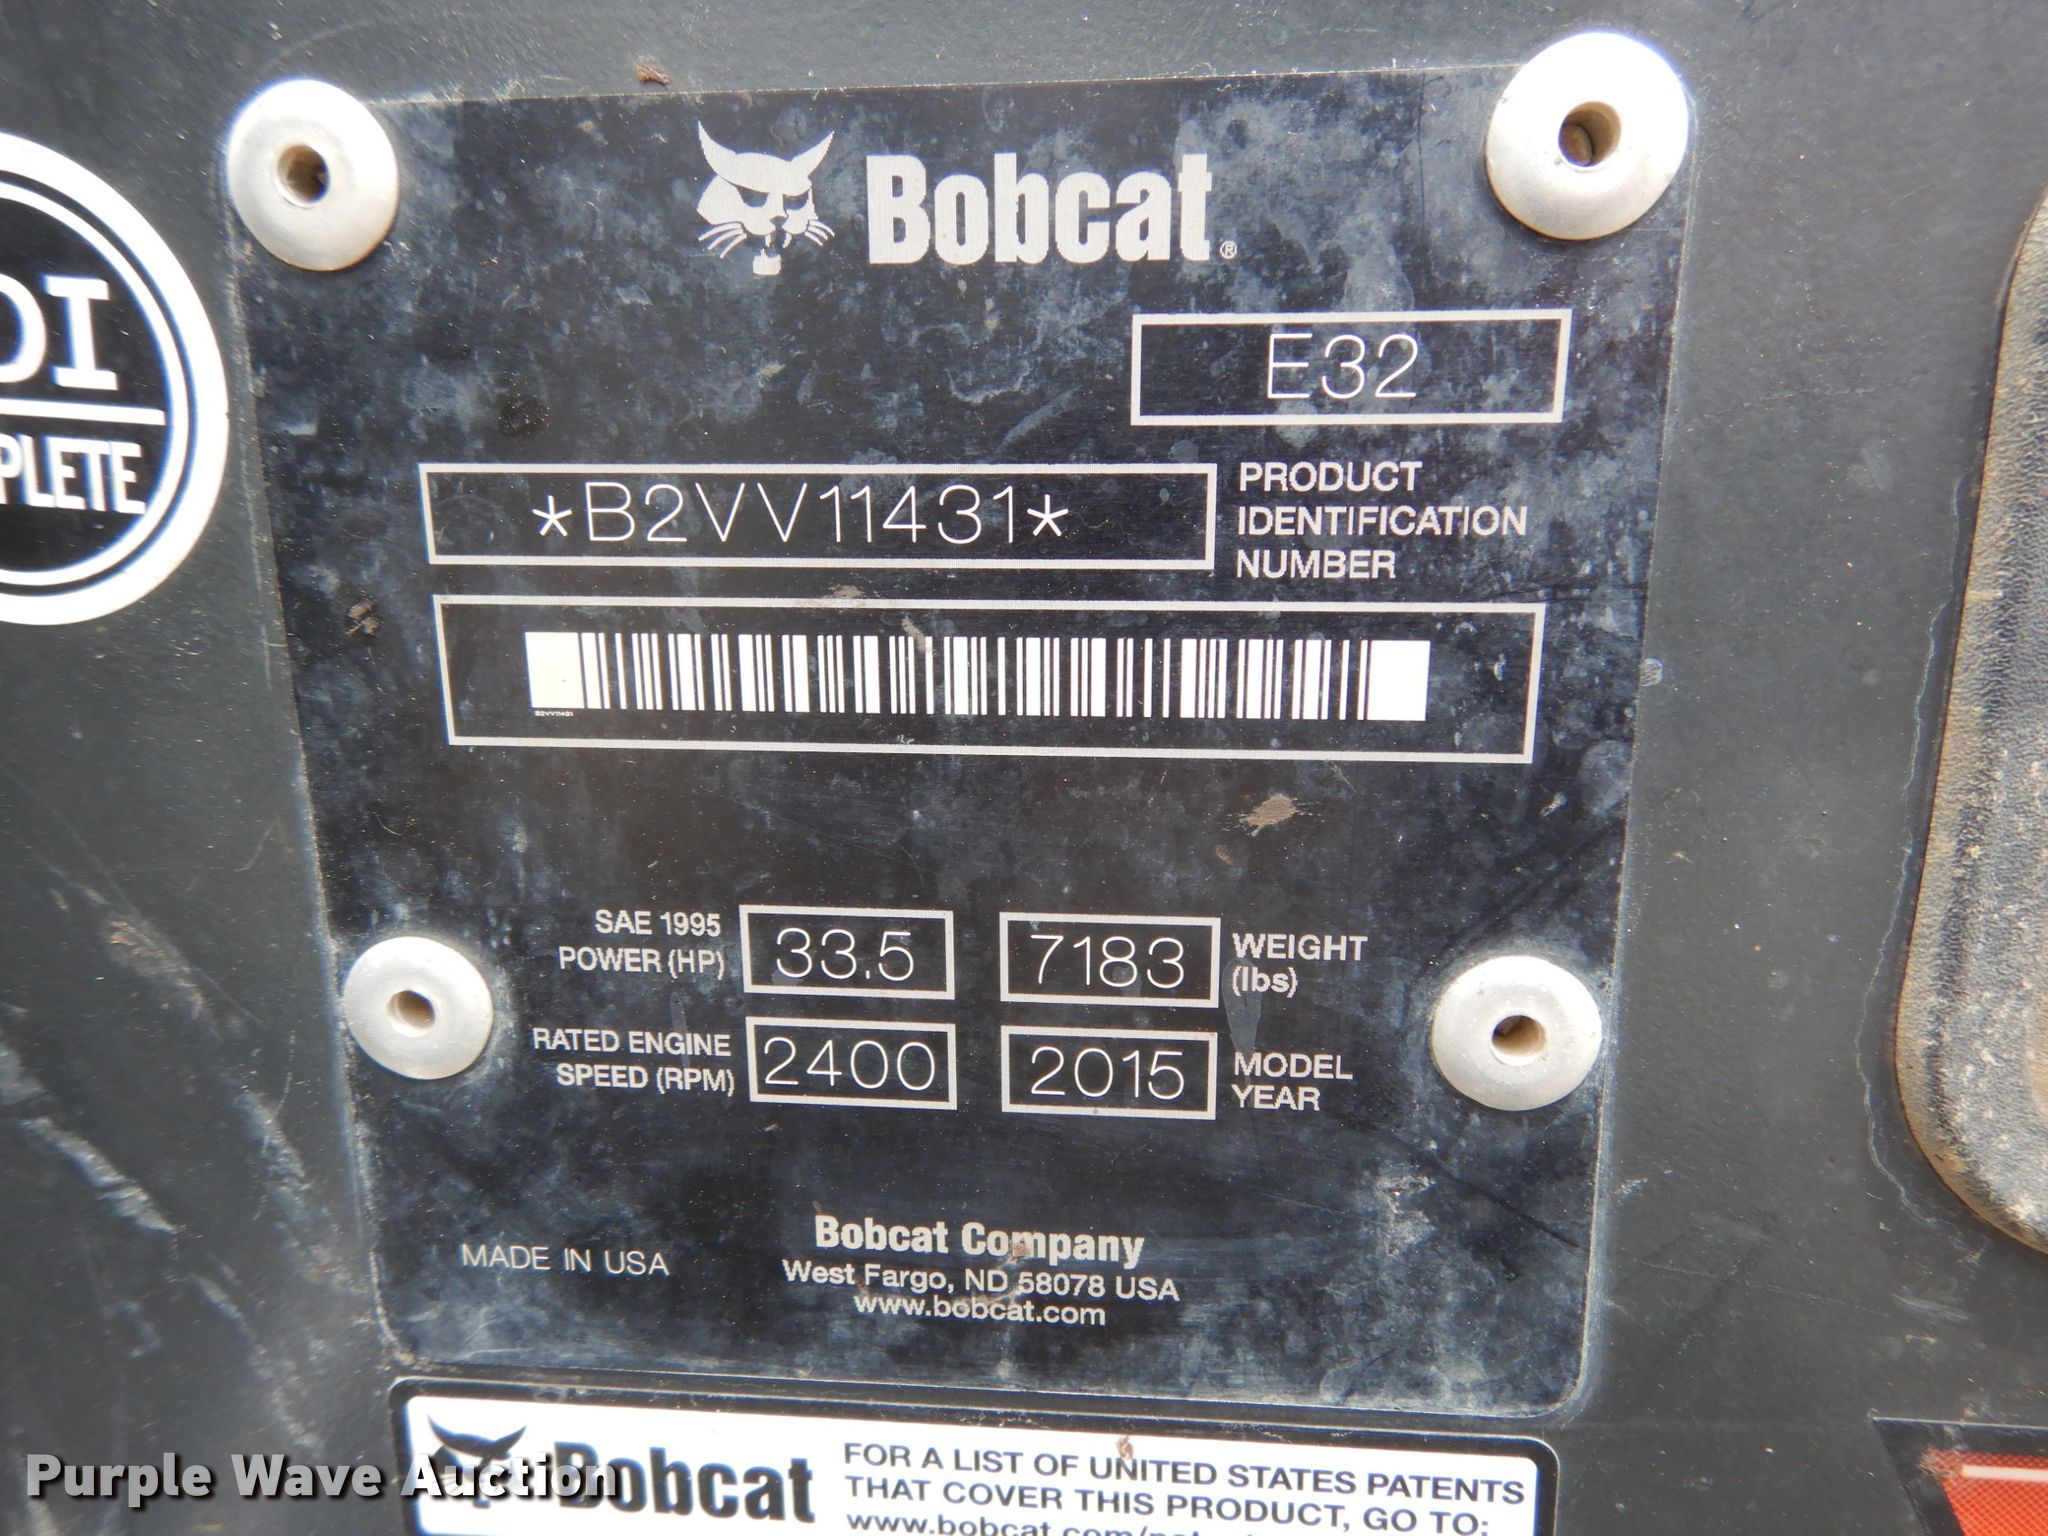 Bobcat®
E32
*B2VV11431*
PRODUCT
IDENTIFICATION
NUMBER
B2VV11431
SAE 1995
POWER (HP)
33.5
7183
WEIGHT
(lbs)
RATED ENGINE
SPEED (RPM)
2400
2015
MODEL
YEAR
MADE IN USA
Bobcat Company
West Fargo, ND 58078 USA
www.bobcat.com
Bobcat
FOR A LIST OF UNITED STATES PATENTS
THAT COVER THIS PRODUCT, GO TO:
DI
PLETE
Purple Wave Auction